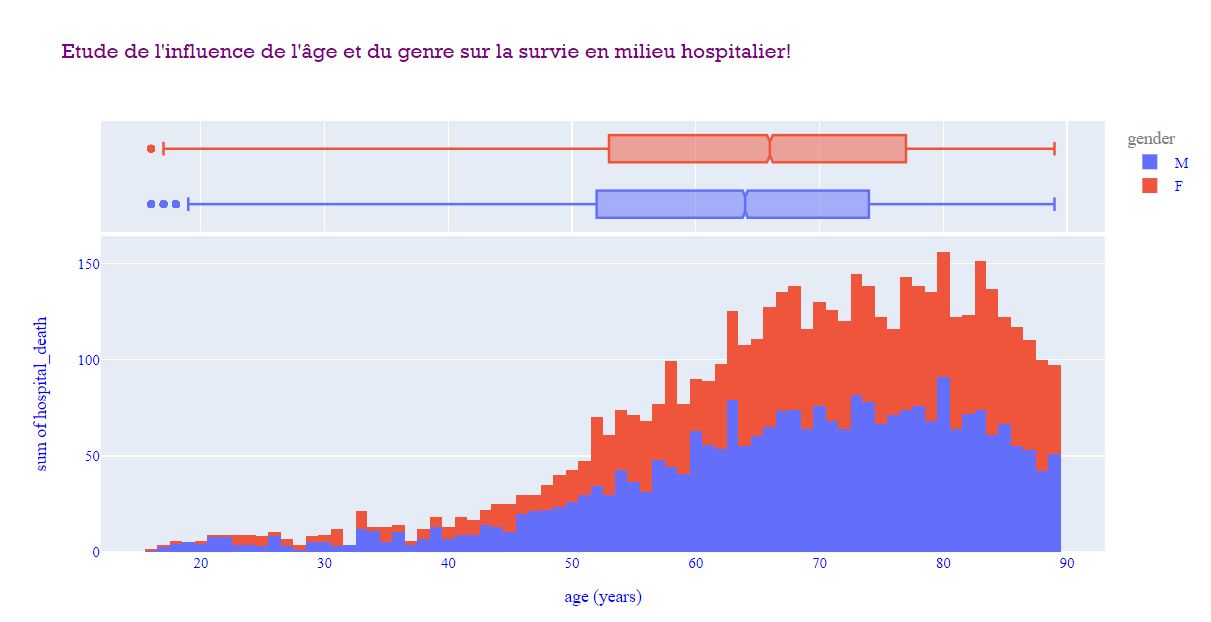 Etude de l'influence de l'âge et du genre sur la survie en milieu hospitalier!
gender
M
F
150
100
50
0
sum of hospital_death
20 30 40 50 60 70 80 90
age (years)